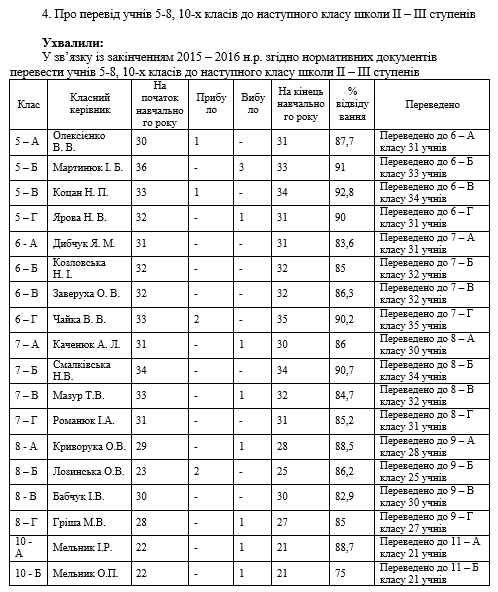 4. Про перевід учнів 5-8, 10-х класів до наступного класу школи ІІ – ІІІ ступенів
Ухвалили:
У зв’язку із закінченням 2015 – 2016 н.р. згідно нормативних документів
перевести учнів 5-8, 10-х класів до наступного класу школи ІІ – ІІІ ступенів
Клас | Класний керівник | На початок навчально го року | Прибу ло | Вибу ло | На кінець навчально го року | % відвіду вання | Переведено
5 – А | Олексієнко В. В. | 30 | 1 | - | 31 | 87,7 | Переведено до 6 – А класу 31 учнів
5 – Б | Мартинюк І. Б. | 36 | - | 3 | 33 | 91 | Переведено до 6 – Б класу 33 учнів
5 – В | Коцан Н. П. | 33 | 1 | - | 34 | 92,8 | Переведено до 6 – В класу 34 учнів
5 – Г | Ярова Н. В. | 32 | - | 1 | 31 | 90 | Переведено до 6 – Г класу 31 учнів
6 - А | Дибчук Я. М. | 31 | - | - | 31 | 83,6 | Переведено до 7 – А класу 31 учнів
6 – Б | Козловська Н. І. | 32 | - | - | 32 | 85 | Переведено до 7 – Б класу 32 учнів
6 – В | Заверуха О. В. | 32 | - | - | 32 | 86,3 | Переведено до 7 – В класу 32 учнів
6 – Г | Чайка В. В. | 33 | 2 | - | 35 | 90,2 | Переведено до 7 – Г класу 35 учнів
7 – А | Каченюк А. Л. | 31 | - | 1 | 30 | 86 | Переведено до 8 – А класу 30 учнів
7 – Б | Смалківська Н.В. | 34 | - | - | 34 | 90,7 | Переведено до 8 – Б класу 34 учнів
7 – В | Мазур Т.В. | 33 | - | 1 | 32 | 84,7 | Переведено до 8 – В класу 32 учнів
7 – Г | Романюк І.А. | 31 | - | - | 31 | 85,2 | Переведено до 8 – Г класу 31 учнів
8 - А | Криворука О.В. | 29 | - | 1 | 28 | 88,5 | Переведено до 9 – А класу 28 учнів
8 – Б | Лозинська О.В. | 23 | 2 | - | 25 | 86,2 | Переведено до 9 – Б класу 25 учнів
8 - В | Бабчук І.В. | 30 | - | - | 30 | 82,9 | Переведено до 9 – В класу 30 учнів
8 – Г | Гріша М.В. | 28 | - | 1 | 27 | 85 | Переведено до 9 – Г класу 27 учнів
10 - А | Мельник І.Р. | 22 | - | 1 | 21 | 88,7 | Переведено до 11 – А класу 21 учнів
10 - Б | Мельник О.П. | 22 | - | 1 | 21 | 75 | Переведено до 11 – Б класу 21 учнів